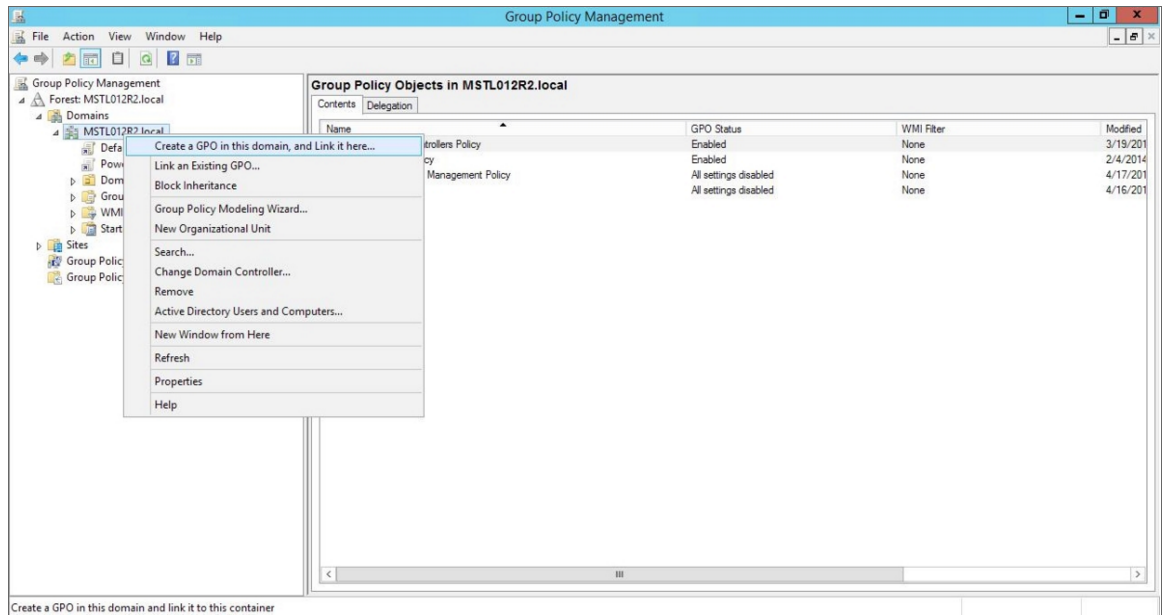 Group Policy Management
File Action View Window Help
Group Policy Management
Forest: MSTL012R2.local
Domains
MSTL012R2.local
Defa
Pow
Dom
Grou
WMI
Start
Sites
Group Polic
Group Polic
Create a GPO in this domain, and Link it here...
Link an Existing GPO...
Block Inheritance
Group Policy Modeling Wizard...
New Organizational Unit
Search...
Change Domain Controller...
Remove
Active Directory Users and Computers...
New Window from Here
Refresh
Properties
Help
Group Policy Objects in MSTL012R2.local
Contents Delegation
Name GPO Status WMI Filter Modified
trollers Policy Enabled None 3/19/201
cy Enabled None 2/4/2014
Management Policy All settings disabled None 4/17/201
All settings disabled None 4/16/201
Create a GPO in this domain and link it to this container